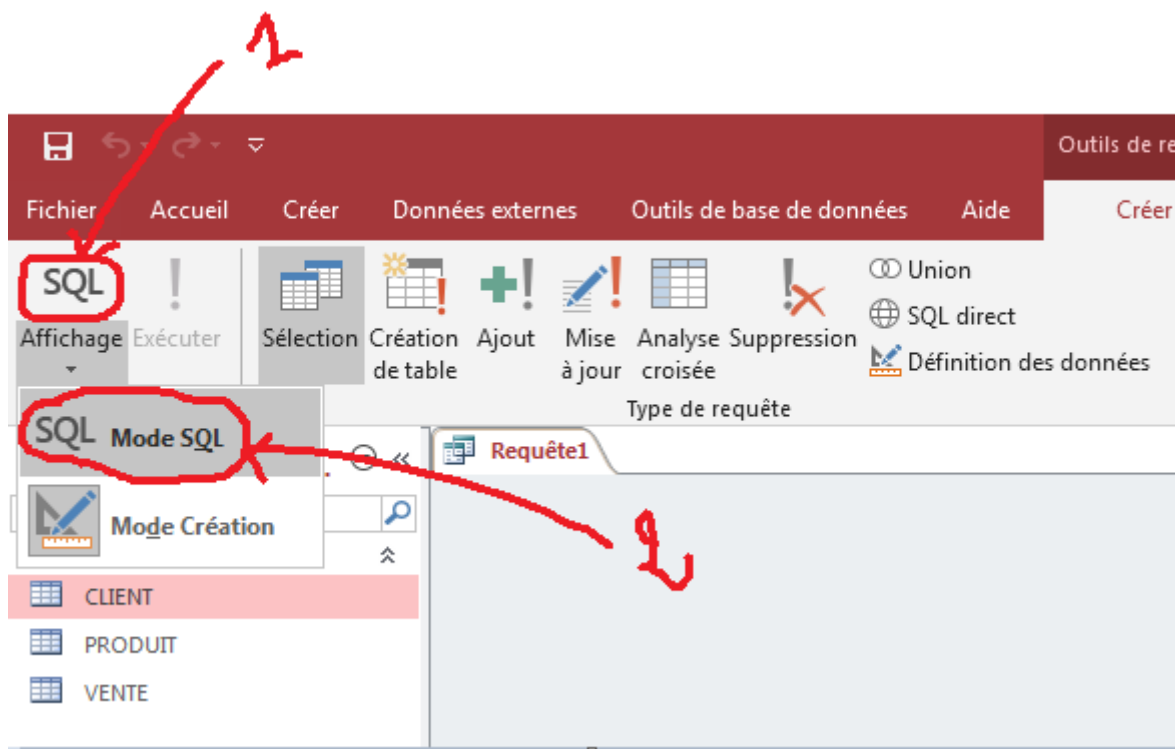 1
Outils de re
Fichier Accueil Créer Données externes Outils de base de données Aide Créer
SQL
Affichage Exécuter Sélection Création de table Ajout Mise à jour Analyse croisée Suppression
Union
SQL direct
Définition des données
Type de requête
SQL Mode SQL
Requête1
Mode Création
2
CLIENT
PRODUIT
VENTE